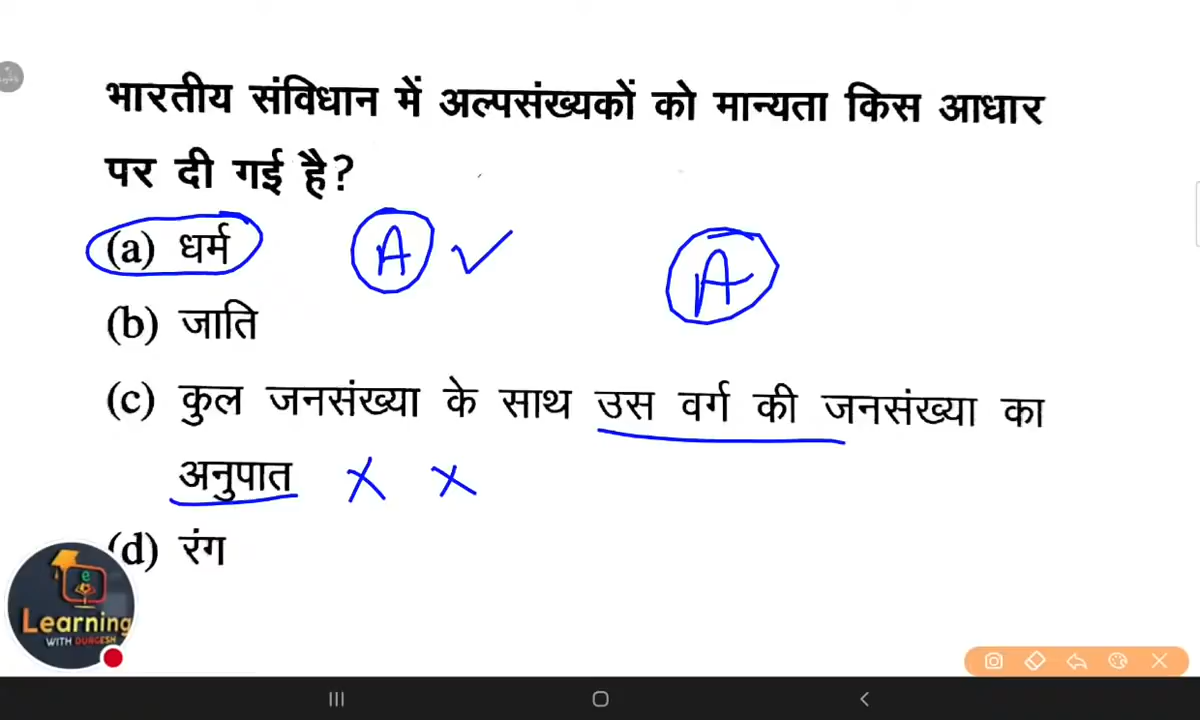 भारतीय संविधान में अल्पसंख्यकों को मान्यता किस आधार
पर दी गई है?
(a) धर्म A A
(b) जाति
(c) कुल जनसंख्या के साथ उस वर्ग की जनसंख्या का
अनुपात
(d) रंग
e
Learning
WITH DURGESH